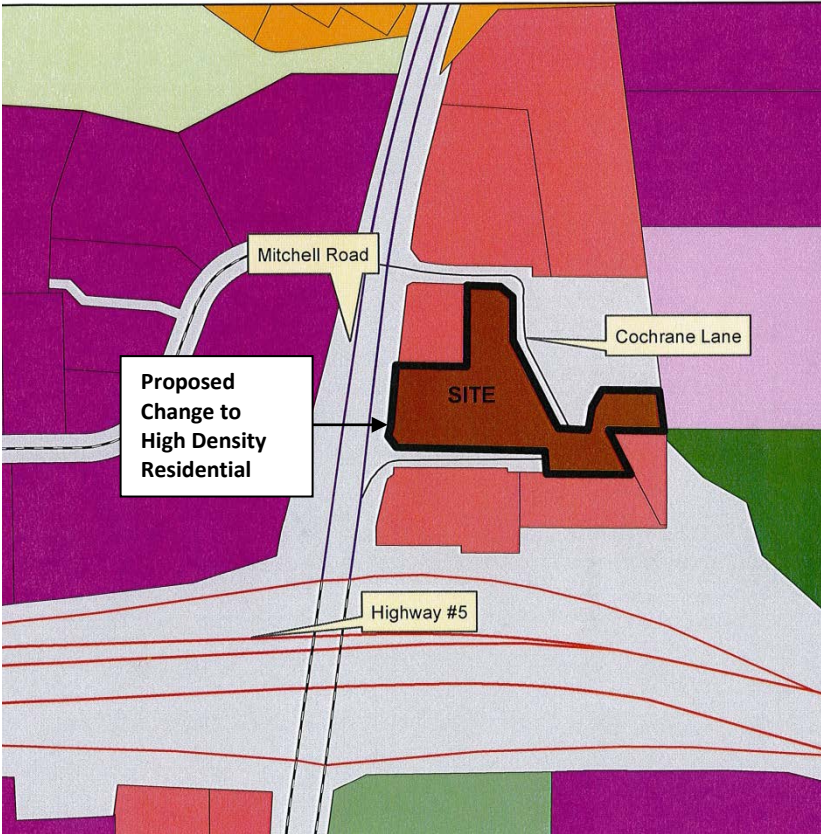 Mitchell Road
Cochrane Lane
Proposed
Change to
High Density
Residential
SITE
Highway #5